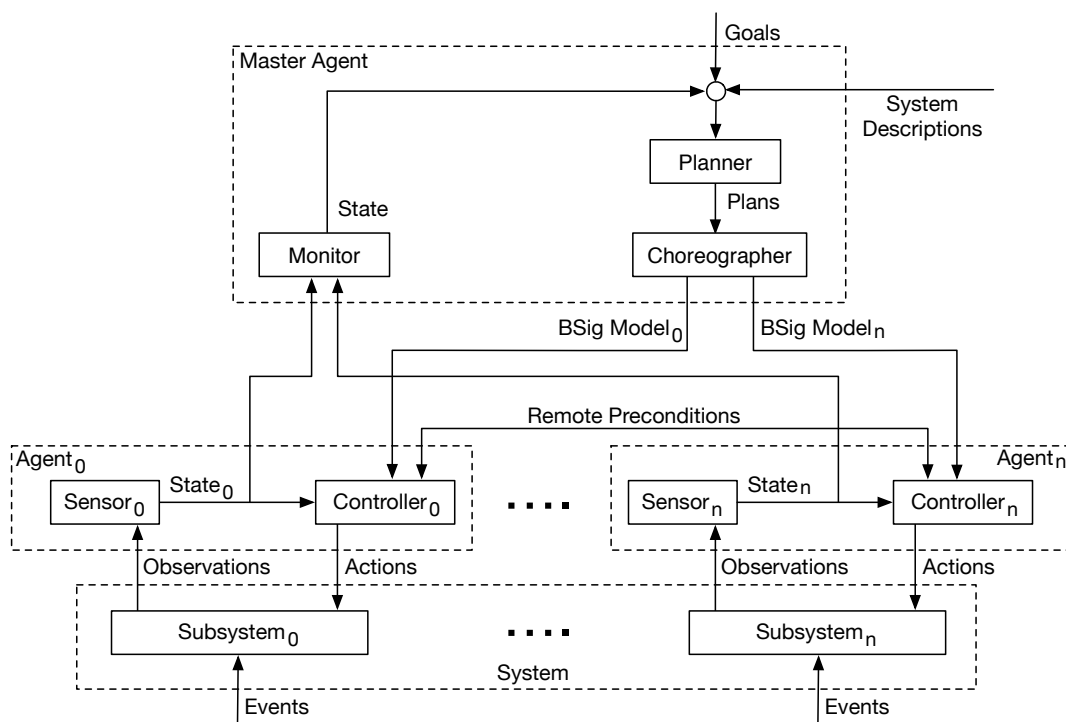 Goals
Master Agent
System
Descriptions
Planner
Plans
State
Monitor
Choreographer
BSig Model0
BSig Modeln
Remote Preconditions
Agent0
Agentn
Sensor0
State0
Controller0
Sensorn
Staten
Controllern
Observations
Actions
Observations
Actions
Subsystem0
Subsystemn
System
Events
Events